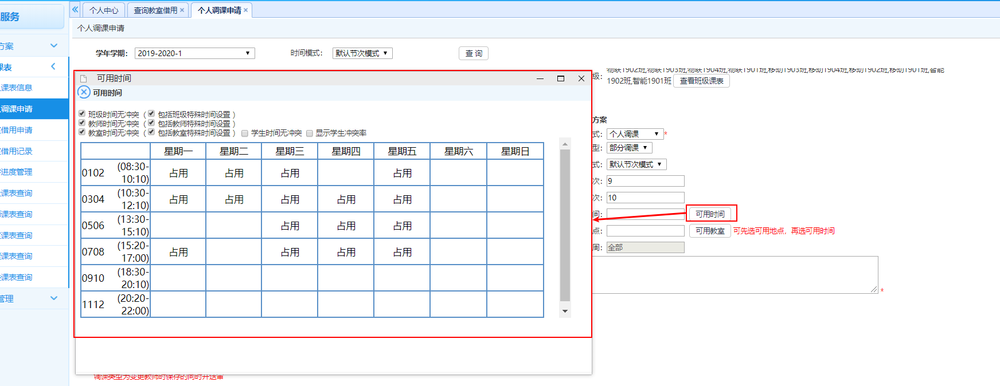 服务
个人中心
查询教室借用
个人调课申请
个人调课申请
方案
课表
课表信息
调课申请
借用申请
借用记录
进度管理
课表查询
课表查询
课表查询
课表查询
课表查询
管理
学年学期:
2019-2020-1
时间模式:
默认节次模式
查 询
可用时间
可用时间
班级时间无冲突 ( 包括班级特殊时间设置 )
教师时间无冲突 ( 包括教师特殊时间设置 )
教室时间无冲突 ( 包括教室特殊时间设置 ) 学生时间无冲突 显示学生冲突率
星期一 星期二 星期三 星期四 星期五 星期六 星期日
0102 (08:30-10:10) 占用 占用 占用 占用
0304 (10:30-12:10) 占用 占用 占用 占用 占用
0506 (13:30-15:10) 占用 占用 占用
0708 (15:20-17:00) 占用 占用 占用 占用
0910 (18:30-20:10)
1112 (20:20-22:00)
级: 物联1902班,物联1903班,物联1904班,物联1901班,移动1903班,移动1904班,移动1902班,移动1901班,智能
1902班,智能1901班 查看班级课表
方案
式: 个人调课 *
型: 部分调课
式: 默认节次模式
次: 9
次: 10
间: 可用时间
点: 可用教室 可先选可用地点，再选可用时间
周: 全部
*
调课类型为变更教师时保存的同时并送审